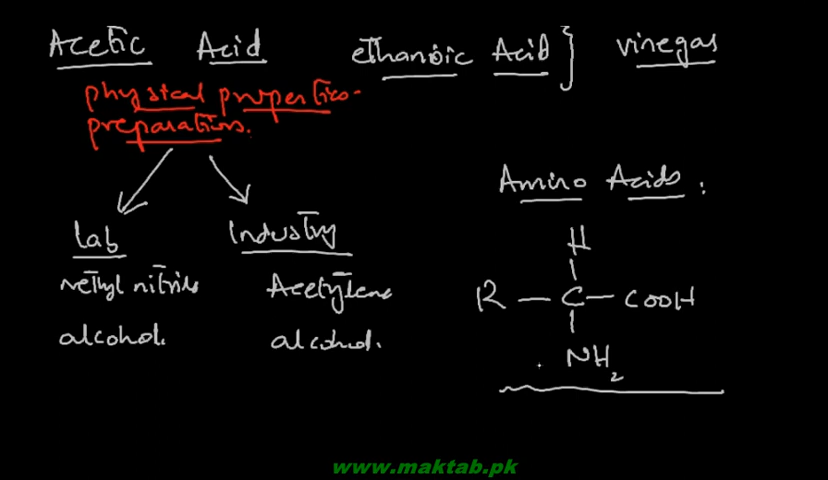 Acetic Acid ethanoic Acid } vinegar
physical properties.
preparations.
Lab Industry
Methyl nitrile Acetylene
alcohol. alcohol.
Amino Acids :
H
R — C — COOH
NH2
www.maktab.pk